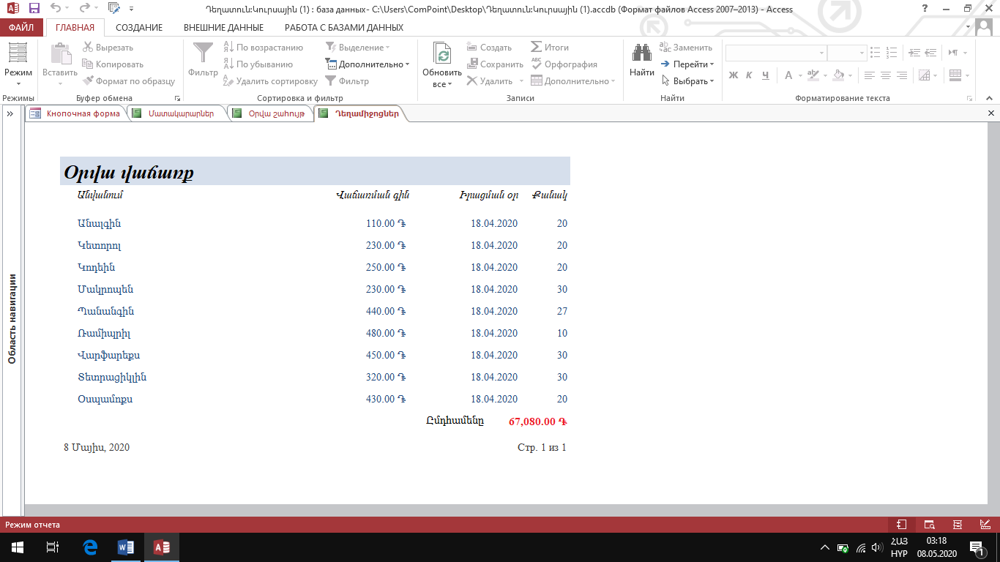 Դեղատուն:Կուրսային (1) : база данных- C:\Users\ComPoint\Desktop\Դեղատուն:Կուրսային (1).accdb (Формат файлов Access 2007–2013) - Access
ФАЙЛ ГЛАВНАЯ СОЗДАНИЕ ВНЕШНИЕ ДАННЫЕ РАБОТА С БАЗАМИ ДАННЫХ
Режим Вставить Вырезать Копировать Формат по образцу
Фильтр По возрастанию По убыванию Удалить сортировку Выделение Дополнительно Фильтр
Обновить все Создать Сохранить Удалить Итоги Орфография Дополнительно
Найти Заменить Перейти Выбрать
Ж К Ч А
Режимы Буфер обмена Сортировка и фильтр Записи Найти Форматирование текста
Кнопочная форма Մատակարարներ Օրվա շահույթ Դեղամիջոցներ
Область навигации
Օրվա վաճառք
Անվանում Վաճառման գին Իրացման օր Քանակ
Անալգին 110.00 ֏ 18.04.2020 20
Կետորոլ 230.00 ֏ 18.04.2020 20
Կոդեին 250.00 ֏ 18.04.2020 20
Մակրոպեն 230.00 ֏ 18.04.2020 30
Պանանգին 440.00 ֏ 18.04.2020 27
Ռամիպրիլ 480.00 ֏ 18.04.2020 10
Վարֆարեքս 450.00 ֏ 18.04.2020 30
Տետրացիկլին 320.00 ֏ 18.04.2020 30
Օսպամոքս 430.00 ֏ 18.04.2020 20
Ընդհամենը 67,080.00 ֏
8 Մայիս, 2020 Стр. 1 из 1
Режим отчета
ՀԱՅ 03:18
НУР 08.05.2020 1